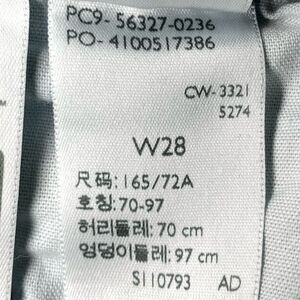 PC9- 56327-0236
PO- 4100517386
CW- 3321
5274
W28
尺码: 165/72A
호칭: 70-97
허리둘레: 70 cm
엉덩이둘레: 97 cm
S110793 AD